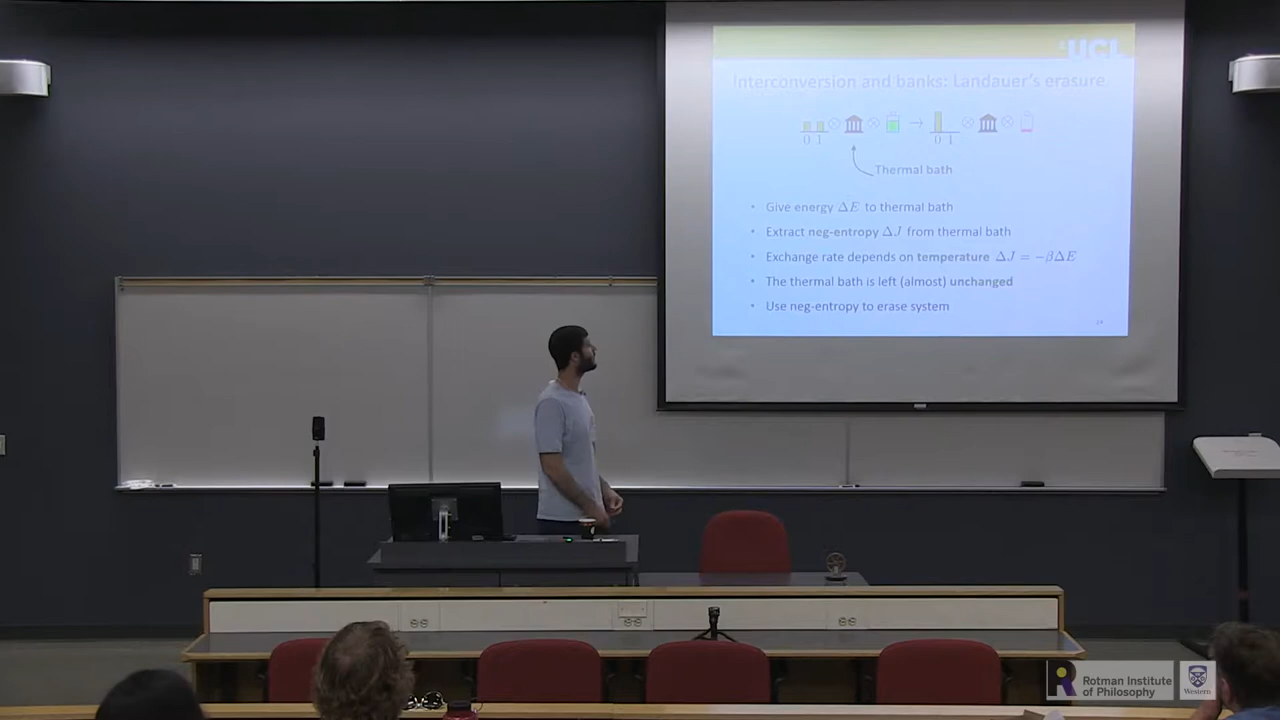 UCL
Interconversion and banks: Landauer's erasure
⊗ ⊗ → ⊗ ⊗
0 1 0 1
Thermal bath
• Give energy ΔE to thermal bath
• Extract neg-entropy ΔJ from thermal bath
• Exchange rate depends on temperature ΔJ = −βΔE
• The thermal bath is left (almost) unchanged
• Use neg-entropy to erase system
24
Rotman Institute
of Philosophy
Western